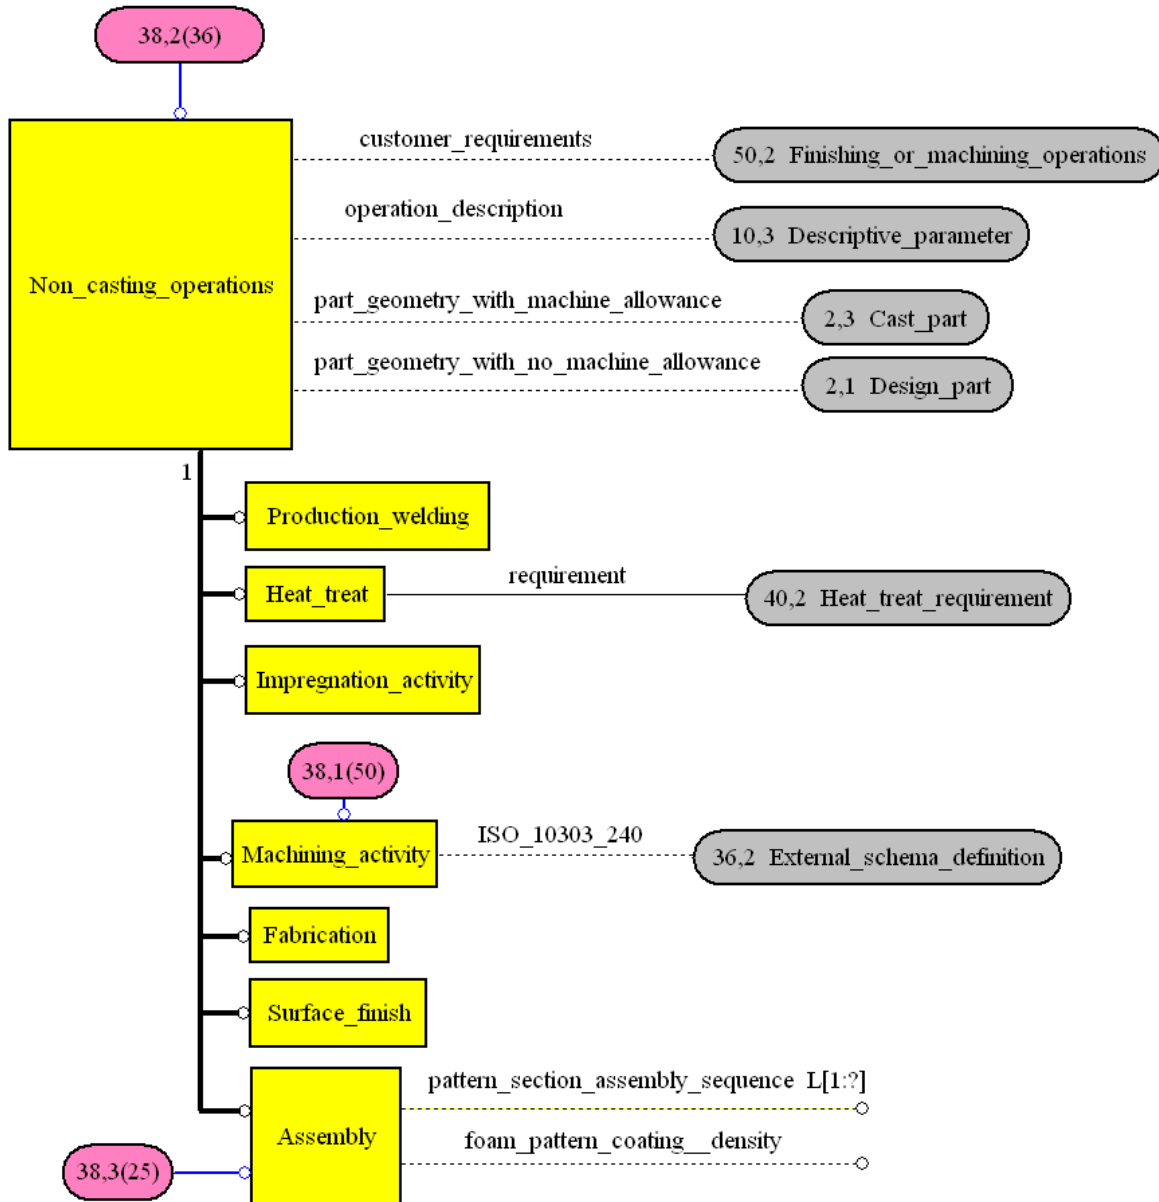 38,2(36)
customer_requirements
50,2 Finishing_or_machining_operations
operation_description
10,3 Descriptive_parameter
Non_casting_operations
part_geometry_with_machine_allowance
2,3 Cast_part
part_geometry_with_no_machine_allowance
2,1 Design_part
1
Production_welding
Heat_treat
requirement
40,2 Heat_treat_requirement
Impregnation_activity
38,1(50)
Machining_activity
ISO_10303_240
36,2 External_schema_definition
Fabrication
Surface_finish
pattern_section_assembly_sequence L[1:?]
Assembly
foam_pattern_coating__density
38,3(25)